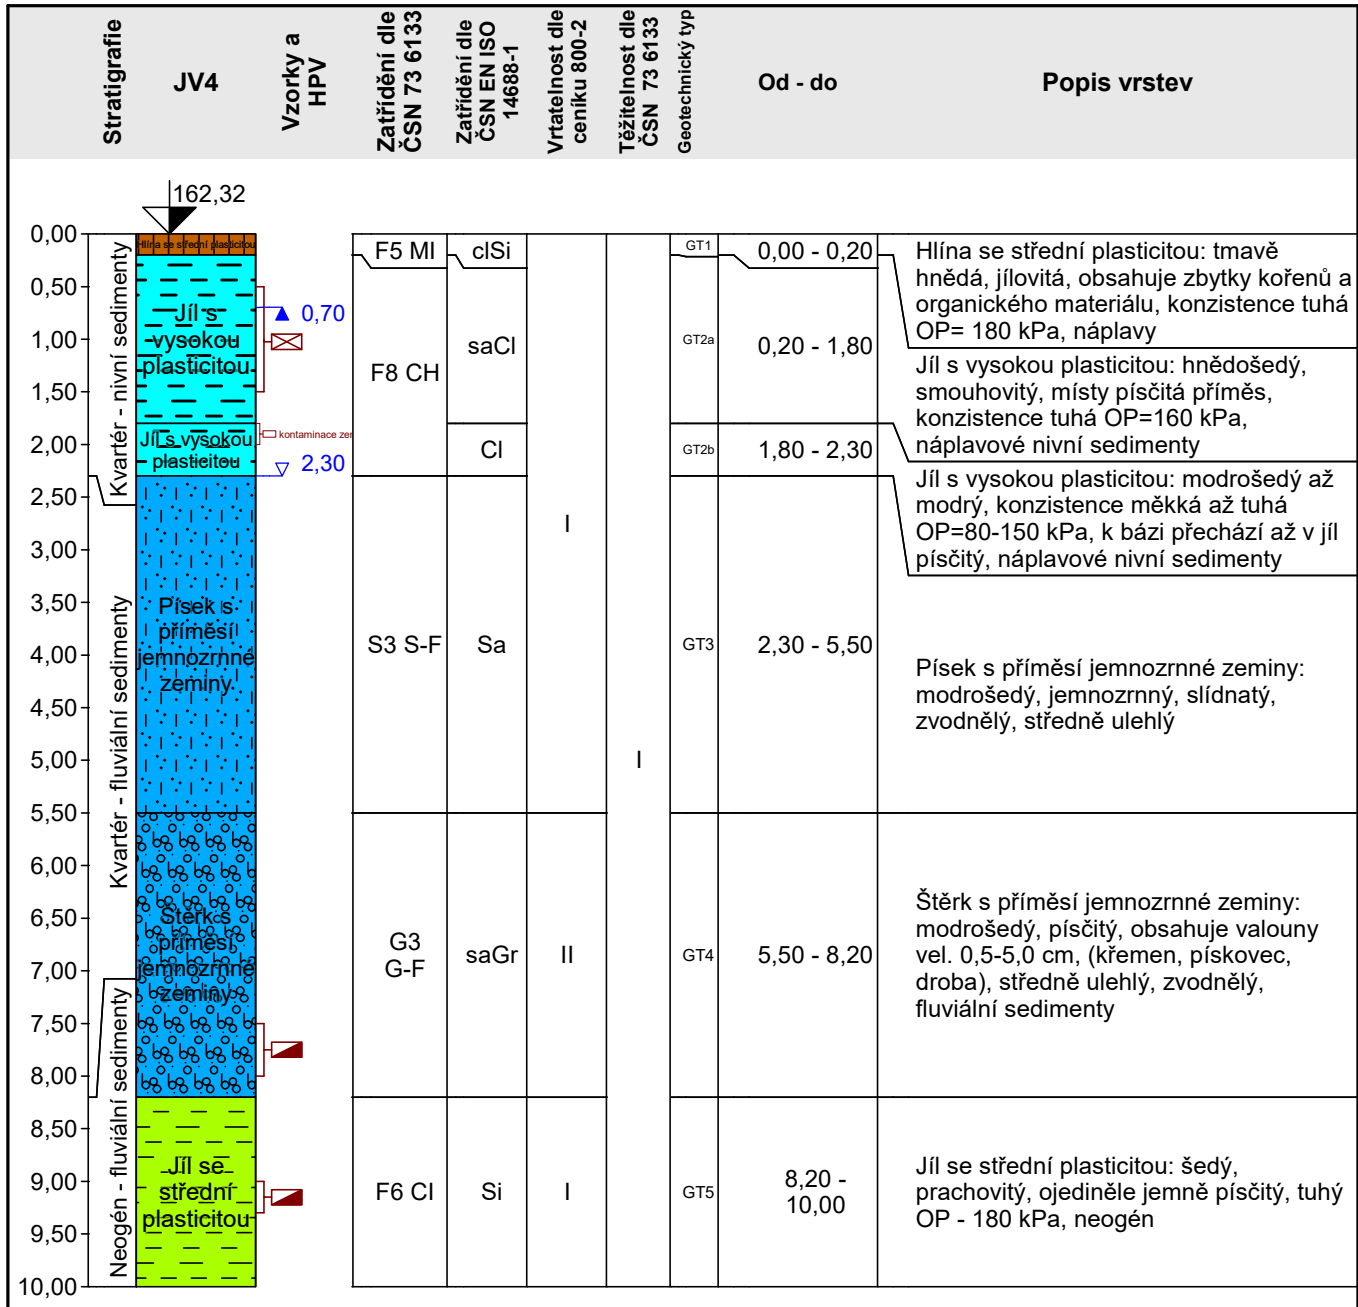 Stratigrafie
JV4
Vzorky a
HPV
Zatřídění dle
ČSN 73 6133
Zatřídění dle
ČSN EN ISO
14688-1
Vrtatelnost dle
ceníku 800-2
Těžitelnost dle
ČSN 73 6133
Geotechnický typ
Od - do
Popis vrstev
162,32
0,00
0,50
1,00
1,50
2,00
2,50
3,00
3,50
4,00
4,50
5,00
5,50
6,00
6,50
7,00
7,50
8,00
8,50
9,00
9,50
10,00
Kvartér - nivní sedimenty
Kvartér - fluviální sedimenty
Neogén - fluviální sedimenty
Hlína se střední plasticitou
Jíl s
vysokou
plasticitou
Jíl s vysokou
plasticitou
Písek s
příměsí
jemnozrnné
zeminy
Štěrk s
příměsí
jemnozrnné
zeminy
Jíl se
střední
plasticitou
0,70
kontaminace zer
2,30
F5 MI
clSi
GT1
0,00 - 0,20
Hlína se střední plasticitou: tmavě
hnědá, jílovitá, obsahuje zbytky kořenů a
organického materiálu, konzistence tuhá
OP= 180 kPa, náplavy
F8 CH
saCl
GT2a
0,20 - 1,80
Jíl s vysokou plasticitou: hnědošedý,
smouhovitý, místy písčitá příměs,
konzistence tuhá OP=160 kPa,
náplavové nivní sedimenty
Cl
GT2b
1,80 - 2,30
Jíl s vysokou plasticitou: modrošedý až
modrý, konzistence měkká až tuhá
OP=80-150 kPa, k bázi přechází až v jíl
písčitý, náplavové nivní sedimenty
I
S3 S-F
Sa
GT3
2,30 - 5,50
Písek s příměsí jemnozrnné zeminy:
modrošedý, jemnozrnný, slídnatý,
zvodnělý, středně ulehlý
I
G3
G-F
saGr
II
GT4
5,50 - 8,20
Štěrk s příměsí jemnozrnné zeminy:
modrošedý, písčitý, obsahuje valouny
vel. 0,5-5,0 cm, (křemen, pískovec,
droba), středně ulehlý, zvodnělý,
fluviální sedimenty
F6 CI
Si
I
GT5
8,20 -
10,00
Jíl se střední plasticitou: šedý,
prachovitý, ojediněle jemně písčitý, tuhý
OP - 180 kPa, neogén